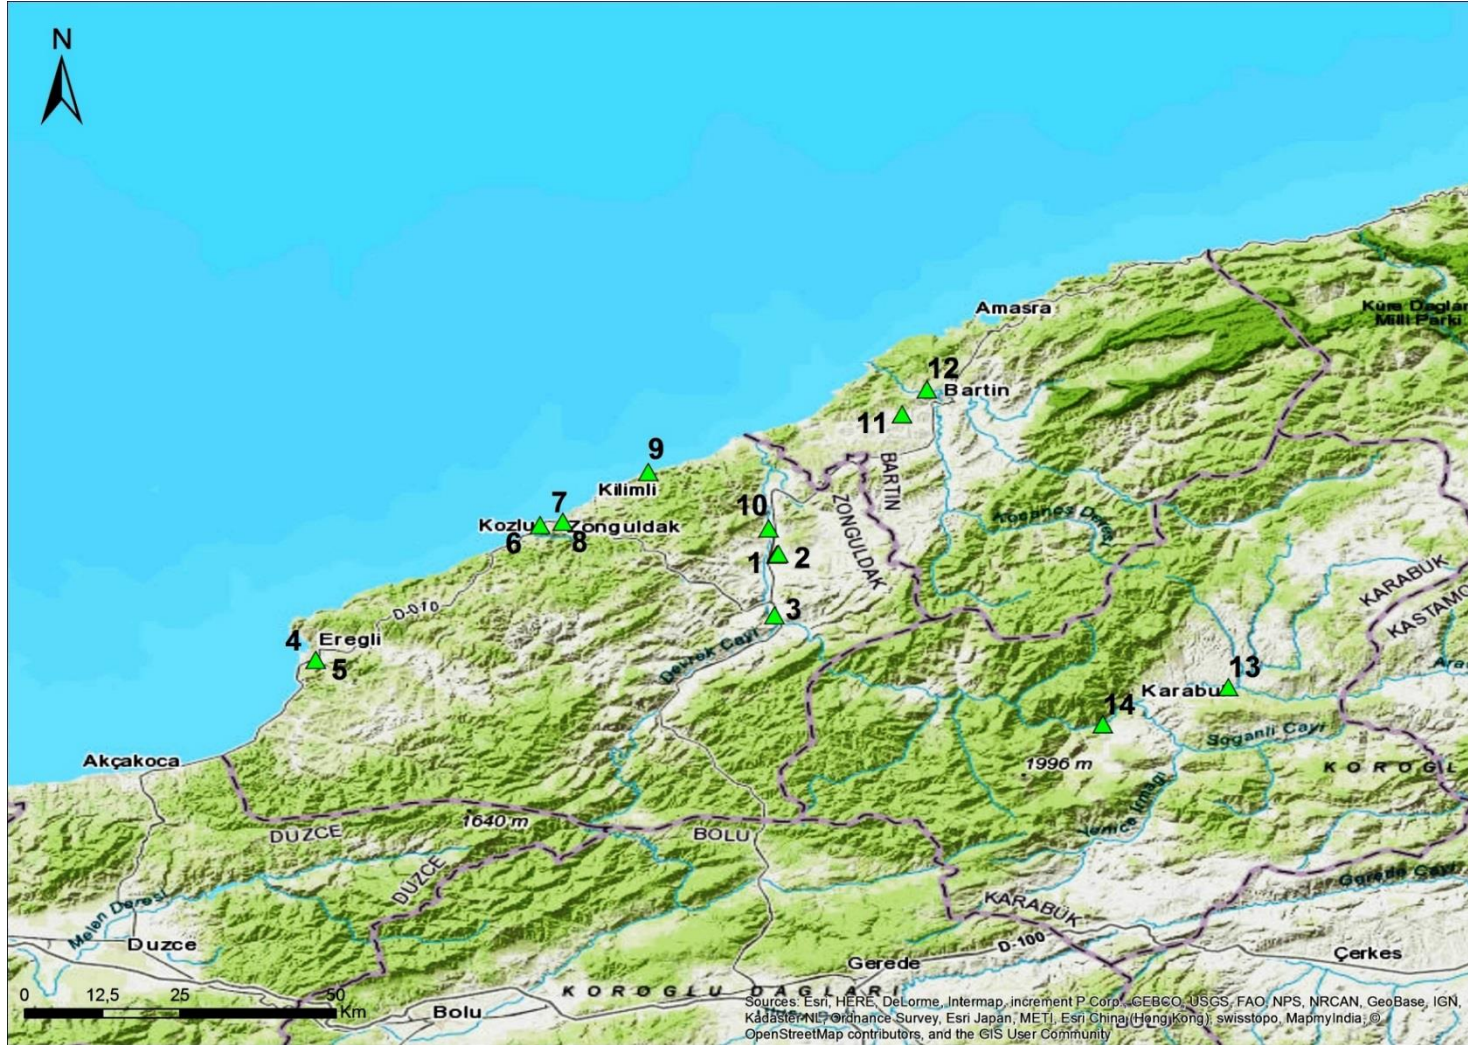 N
Amasra
Küre Daglar
Milli Parki
12
Bartin
11
9
Kilimli
BARTIN
7
Kozlu
Zonguldak
10
6
8
ZONGULDAK
1
2
KARABUK
KASTAMO
3
D-010
4
Eregli
5
Devrek Cayi
13
Karabu
14
Soganli Cayi
Akçakoca
1996 m
KOROGL
1640 m
DUZCE
BOLU
DUZCE
Gerede Cayi
KARABÜK
Melen Deresi
D-100
Duzce
Çerkes
Gerede
0 12,5 25 50
Km
KOROGLU DAGLARI
Bolu
Sources: Esri, HERE, DeLorme, Intermap, increment P Corp., GEBCO, USGS, FAO, NPS, NRCAN, GeoBase, IGN,
Kadaster NL, Ordnance Survey, Esri Japan, METI, Esri China (Hong Kong), swisstopo, MapmyIndia, ©
OpenStreetMap contributors, and the GIS User Community